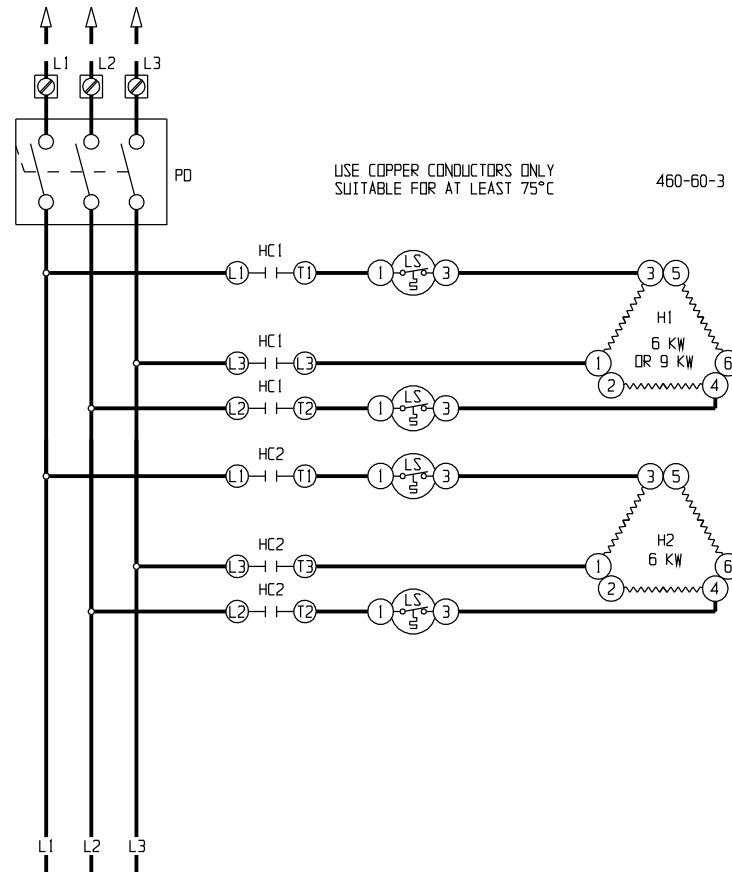 L1 L2 L3
PD
USE COPPER CONDUCTORS ONLY
SUITABLE FOR AT LEAST 75°C
460-60-3
HC1
L1 T1 1 LS 3 3 5
H1
6 KW
OR 9 KW
HC1
L3 L3 1 6
2 4
HC1
L2 T2 1 LS 3
HC2
L1 T1 1 LS 3 3 5
H2
6 KW
HC2
L3 T3 1 6
2 4
HC2
L2 T2 1 LS 3
L1 L2 L3